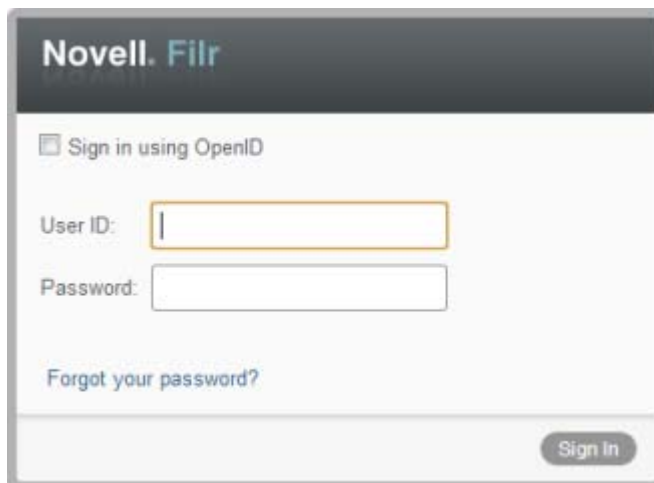 Novell. Filr
Sign in using OpenID
User ID:
Password:
Forgot your password?
Sign In